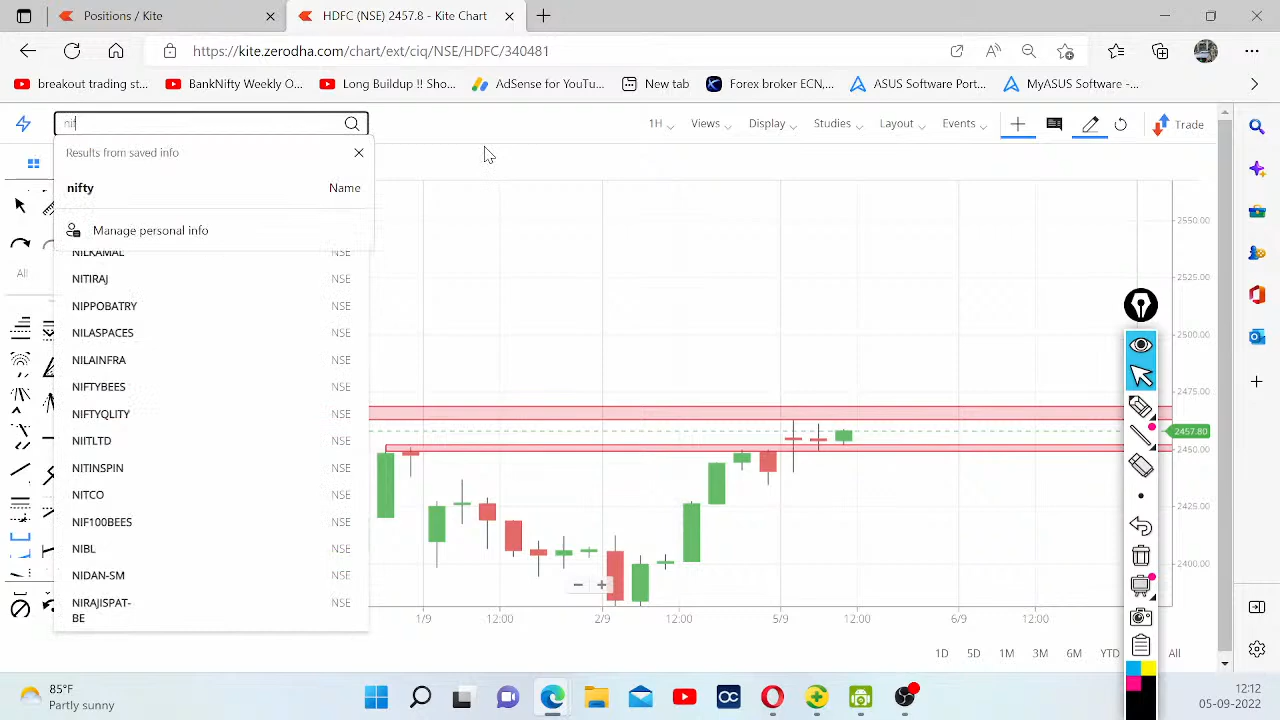 Positions / Kite
HDFC (NSE) 2457.8 - Kite Chart
https://kite.zerodha.com/chart/ext/ciq/NSE/HDFC/340481
breakout trading st...
BankNifty Weekly O...
Long Buildup !! Sho...
AdSense for YouTu...
New tab
Forex broker ECN,...
ASUS Software Port...
MyASUS Software -...
nif
1H
Views
Display
Studies
Layout
Events
Trade
Results from saved info
nifty Name
Manage personal info
All
NILKAMAL NSE
NITIRAJ NSE
NIPPOBATRY NSE
NILASPACES NSE
NILAINFRA NSE
NIFTYBEES NSE
NIFTYQLITY NSE
NIITLTD NSE
NITINSPIN NSE
NITCO NSE
NIF100BEES NSE
NIBL NSE
NIDAN-SM NSE
NIRAJISPAT- NSE
BE
2550.00
2525.00
2500.00
2475.00
2457.80
2450.00
2425.00
2400.00
1/9 12:00 2/9 12:00 5/9 12:00 6/9 12:00
1D 5D 1M 3M 6M YTD All
85°F
Partly sunny
OC
12:12
05-09-2022